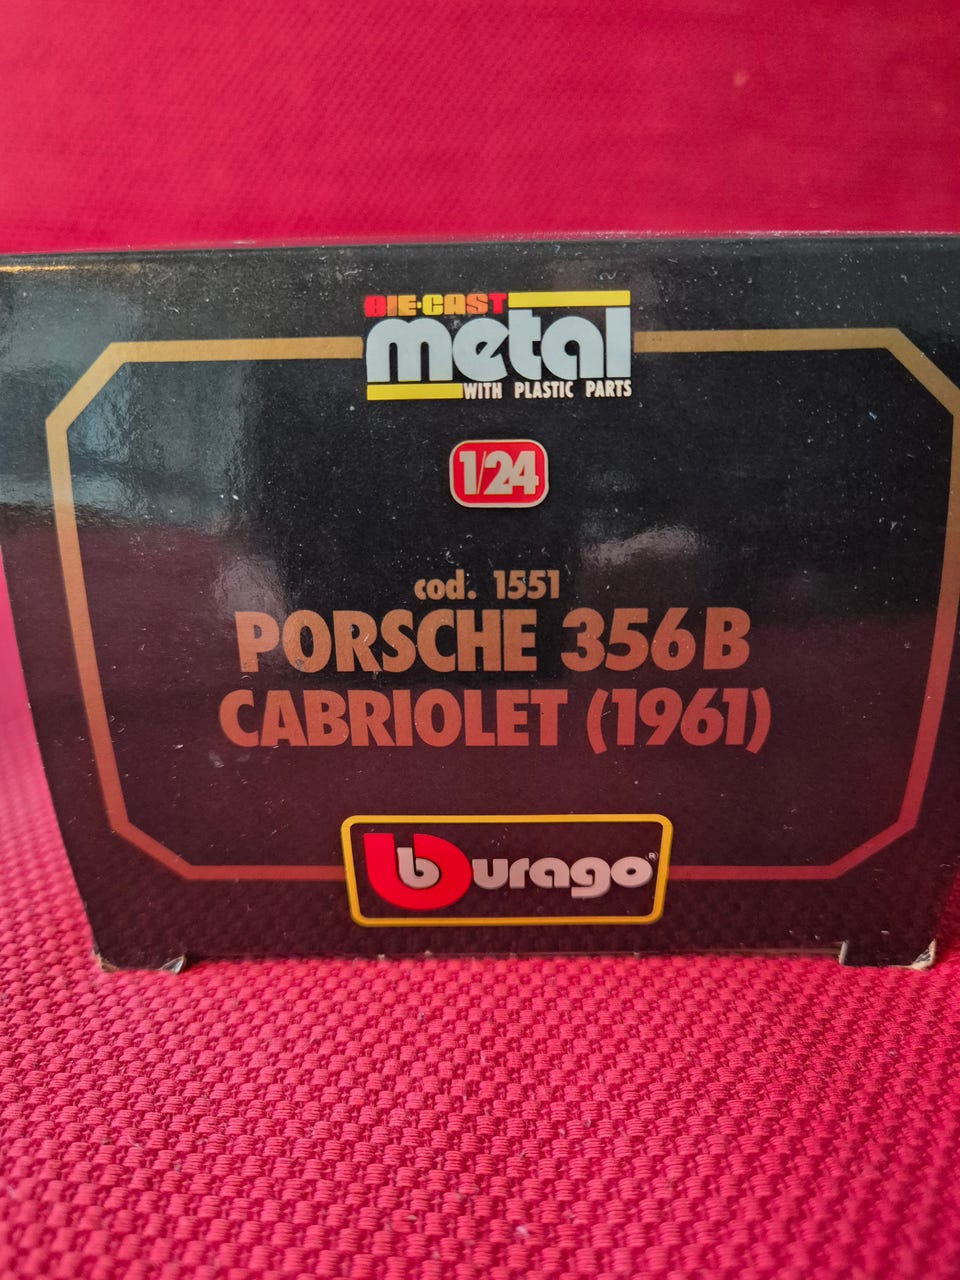 DIE-CAST
metal
WITH PLASTIC PARTS
1/24
cod. 1551
PORSCHE 356B
CABRIOLET (1961)
burago®